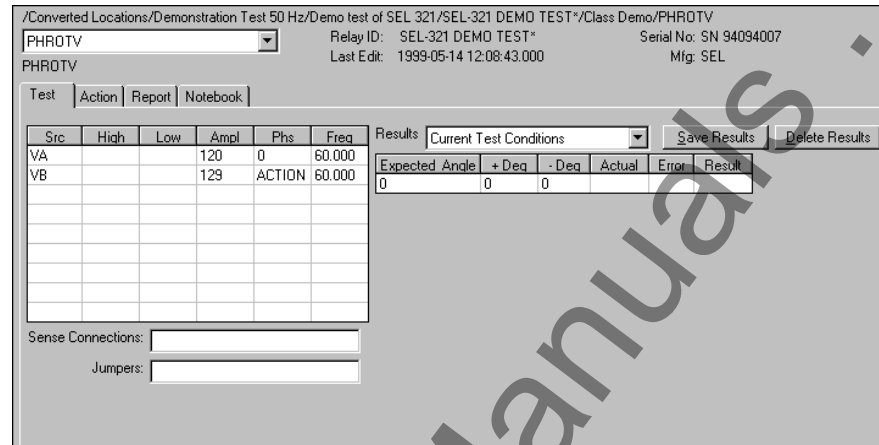 /Converted Locations/Demonstration Test 50 Hz/Demo test of SEL 321/SEL-321 DEMO TEST*/Class Demo/PHROTV
PHROTV Relay ID: SEL-321 DEMO TEST* Serial No: SN 94094007
Last Edit: 1999-05-14 12:08:43.000 Mfg: SEL
PHROTV
Test Action Report Notebook
Results Current Test Conditions Save Results Delete Results
Src High Low Ampl Phs Freq
VA 120 0 60.000
VB 129 ACTION 60.000
Expected Angle + Deg - Deg Actual Error Result
0 0 0
Sense Connections:
Jumpers:
Manuals .